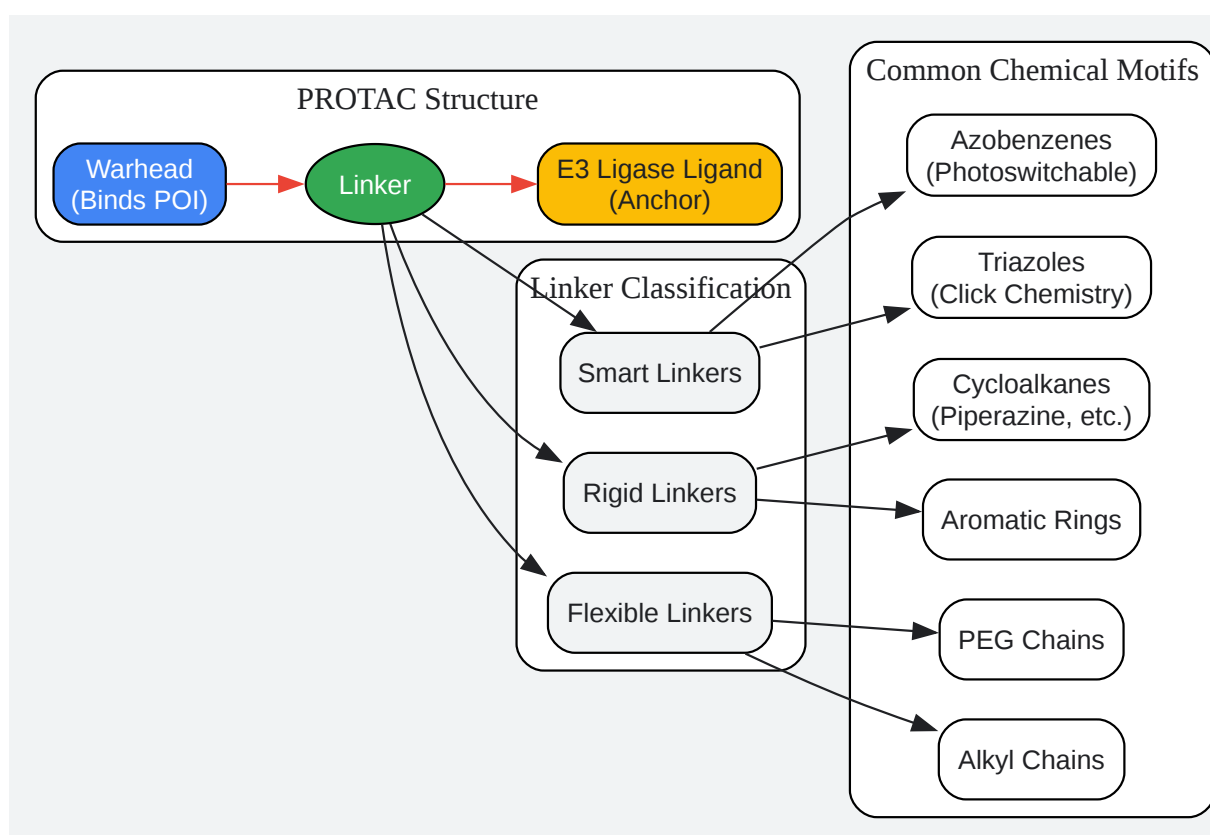 PROTAC Structure
Warhead
(Binds POI)
Linker
E3 Ligase Ligand
(Anchor)
Linker Classification
Smart Linkers
Rigid Linkers
Flexible Linkers
Common Chemical Motifs
Azobenzenes
(Photoswitchable)
Triazoles
(Click Chemistry)
Cycloalkanes
(Piperazine, etc.)
Aromatic Rings
PEG Chains
Alkyl Chains